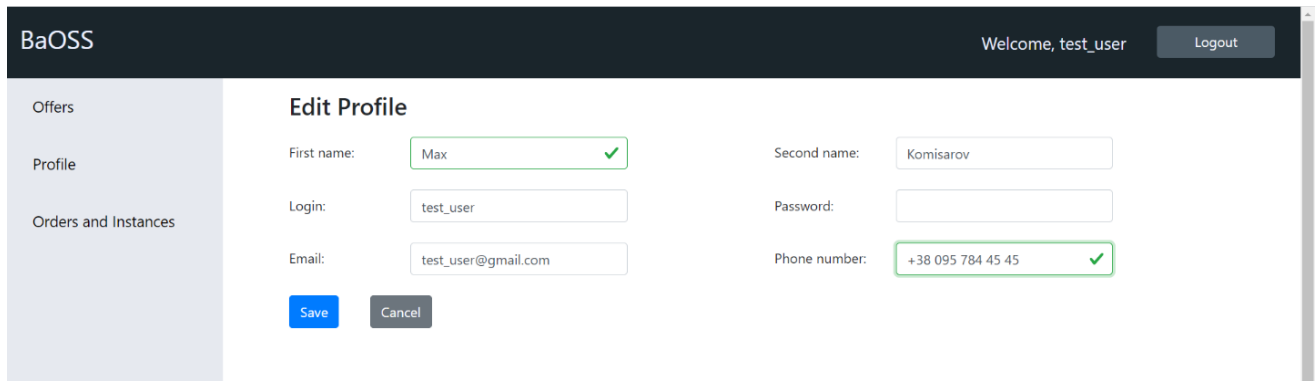 BaOSS
Welcome, test_user
Logout
Offers
Profile
Orders and Instances
Edit Profile
First name: Max
Second name: Komisarov
Login: test_user
Password:
Email: test_user@gmail.com
Phone number: +38 095 784 45 45
Save
Cancel